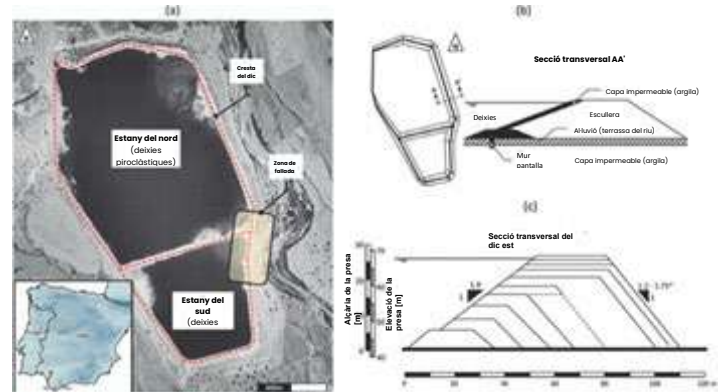 (a)
Cresta
del dic
Estany del nord
(deixies
piroclàstiques)
Zona de
fallada
Estany del
sud
(deixies
(b)
Secció transversal AA'
Capa impermeable (argila)
Deixies
Escullera
Al·luvió (terrassa del riu)
Mur
pantalla
Capa impermeable (argila)
(c)
Secció transversal del
dic est
Alçària de la presa
[m]
Elevació de la
presa [m]